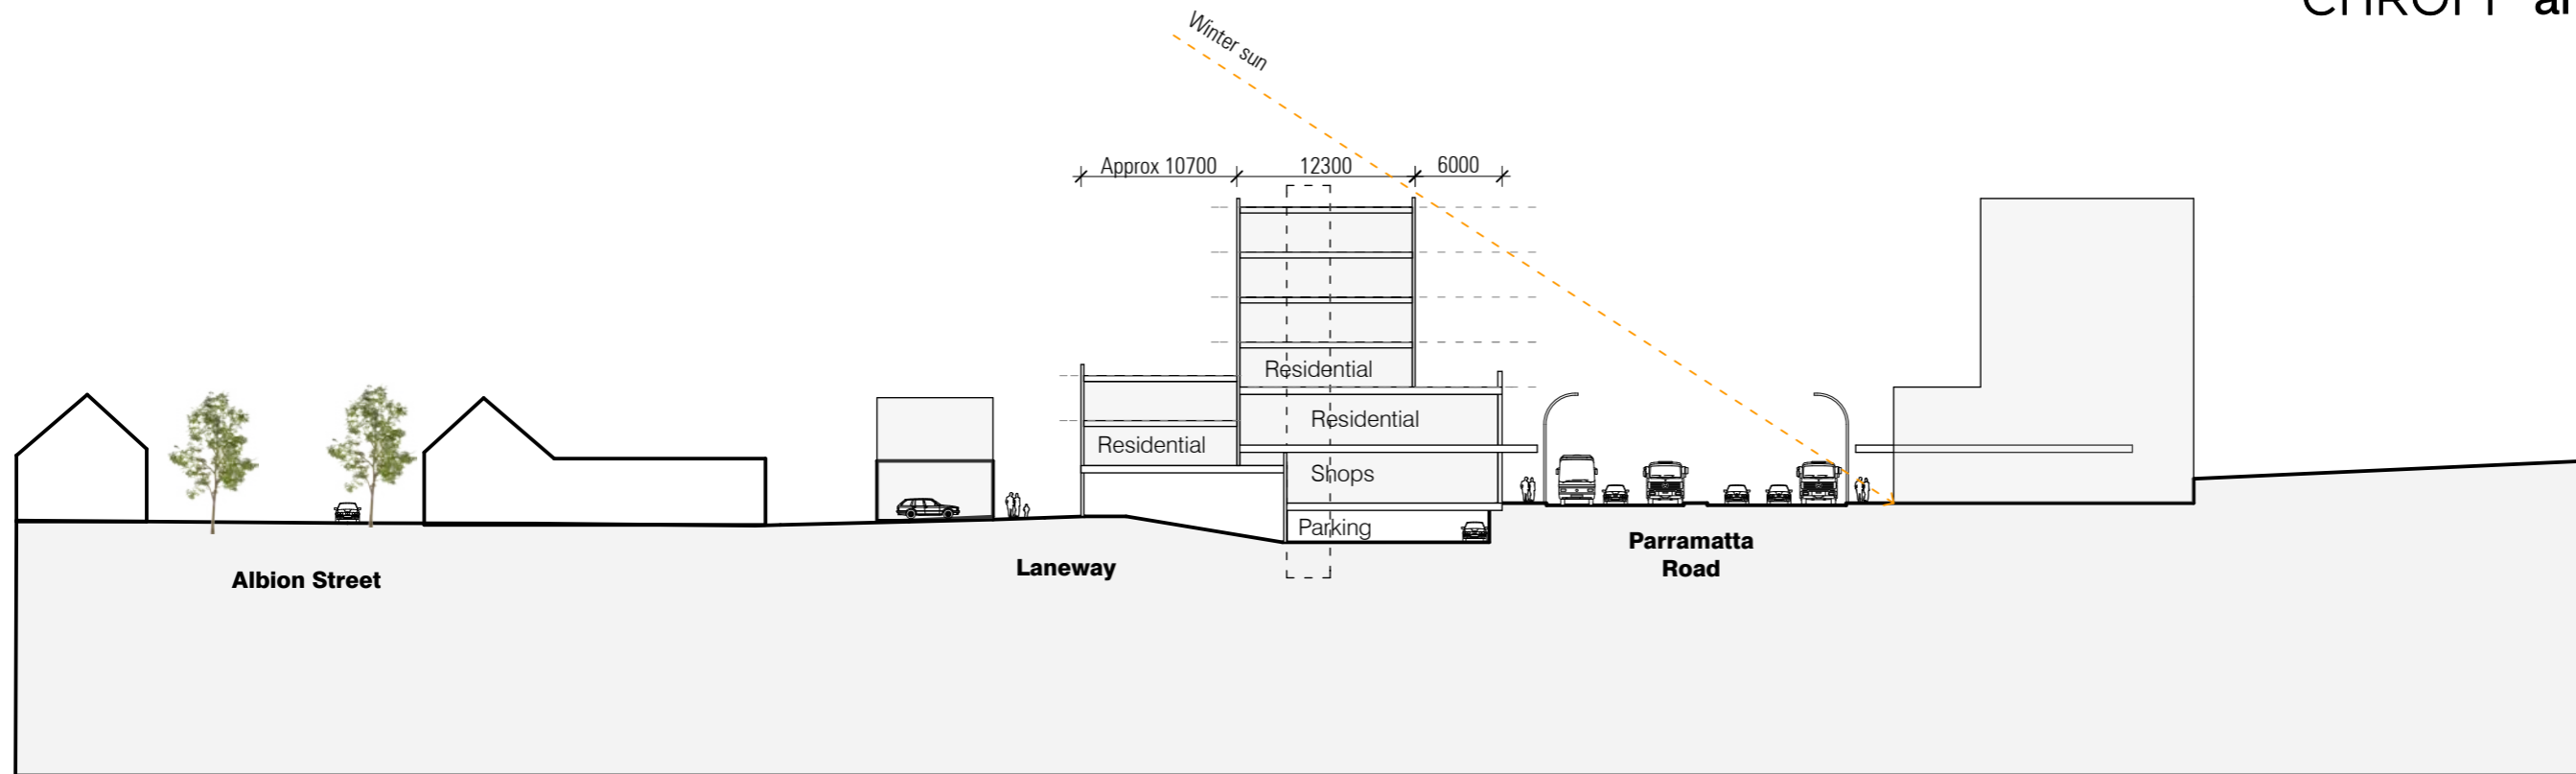 Winter sun
Approx 10700
12300
6000
Residential
Residential
Residential
Shops
Parking
Albion Street
Laneway
Parramatta
Road